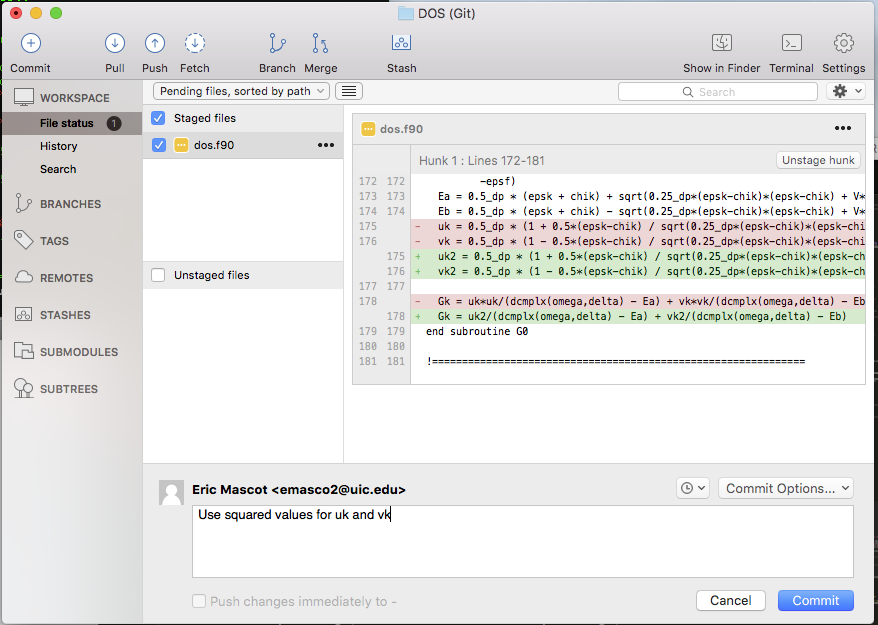 DOS (Git)
Commit Pull Push Fetch Branch Merge Stash Show in Finder Terminal Settings
WORKSPACE
File status 1
History
Search
BRANCHES
TAGS
REMOTES
STASHES
SUBMODULES
SUBTREES
Pending files, sorted by path
Search
Staged files
dos.f90
Unstaged files
dos.f90
Hunk 1 : Lines 172-181
Unstage hunk
172 172 -epsf)
173 173 Ea = 0.5_dp * (epsk + chik) + sqrt(0.25_dp*(epsk-chik)*(epsk-chik) + V*
174 174 Eb = 0.5_dp * (epsk + chik) - sqrt(0.25_dp*(epsk-chik)*(epsk-chik) + V*
175 - uk = 0.5_dp * (1 + 0.5*(epsk-chik) / sqrt(0.25_dp*(epsk-chik)*(epsk-chi
176 - vk = 0.5_dp * (1 - 0.5*(epsk-chik) / sqrt(0.25_dp*(epsk-chik)*(epsk-chi
175 + uk2 = 0.5_dp * (1 + 0.5*(epsk-chik) / sqrt(0.25_dp*(epsk-chik)*(epsk-ch
176 + vk2 = 0.5_dp * (1 - 0.5*(epsk-chik) / sqrt(0.25_dp*(epsk-chik)*(epsk-ch
177 177
178 - Gk = uk*uk/(dcmplx(omega,delta) - Ea) + vk*vk/(dcmplx(omega,delta) - Eb
178 + Gk = uk2/(dcmplx(omega,delta) - Ea) + vk2/(dcmplx(omega,delta) - Eb)
179 179 end subroutine G0
180 180
181 181 !==============================================================
Eric Mascot <emasco2@uic.edu>
Commit Options...
Use squared values for uk and vk
Push changes immediately to -
Cancel
Commit